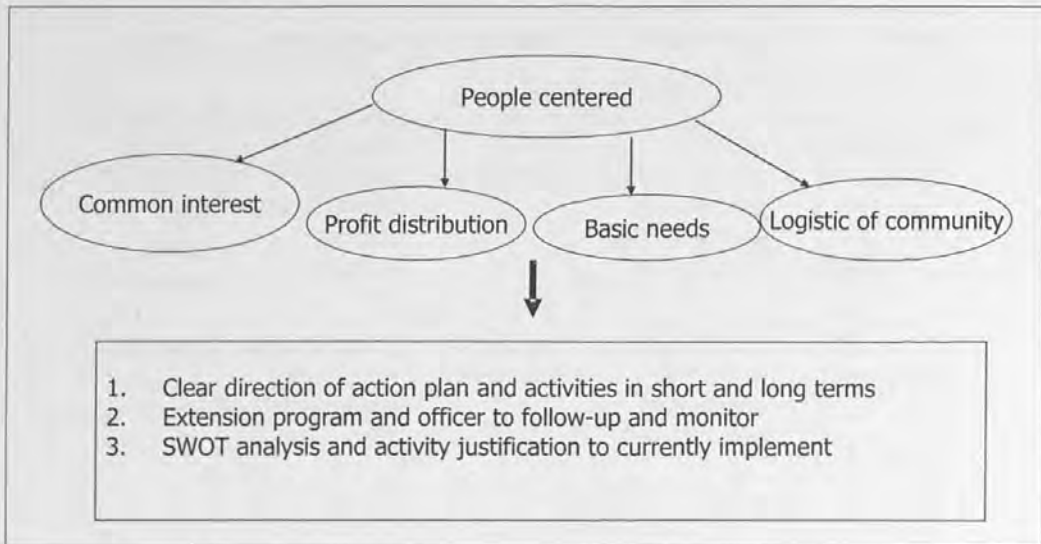 People centered
Common interest
Profit distribution
Basic needs
Logistic of community
1. Clear direction of action plan and activities in short and long terms
2. Extension program and officer to follow-up and monitor
3. SWOT analysis and activity justification to currently implement